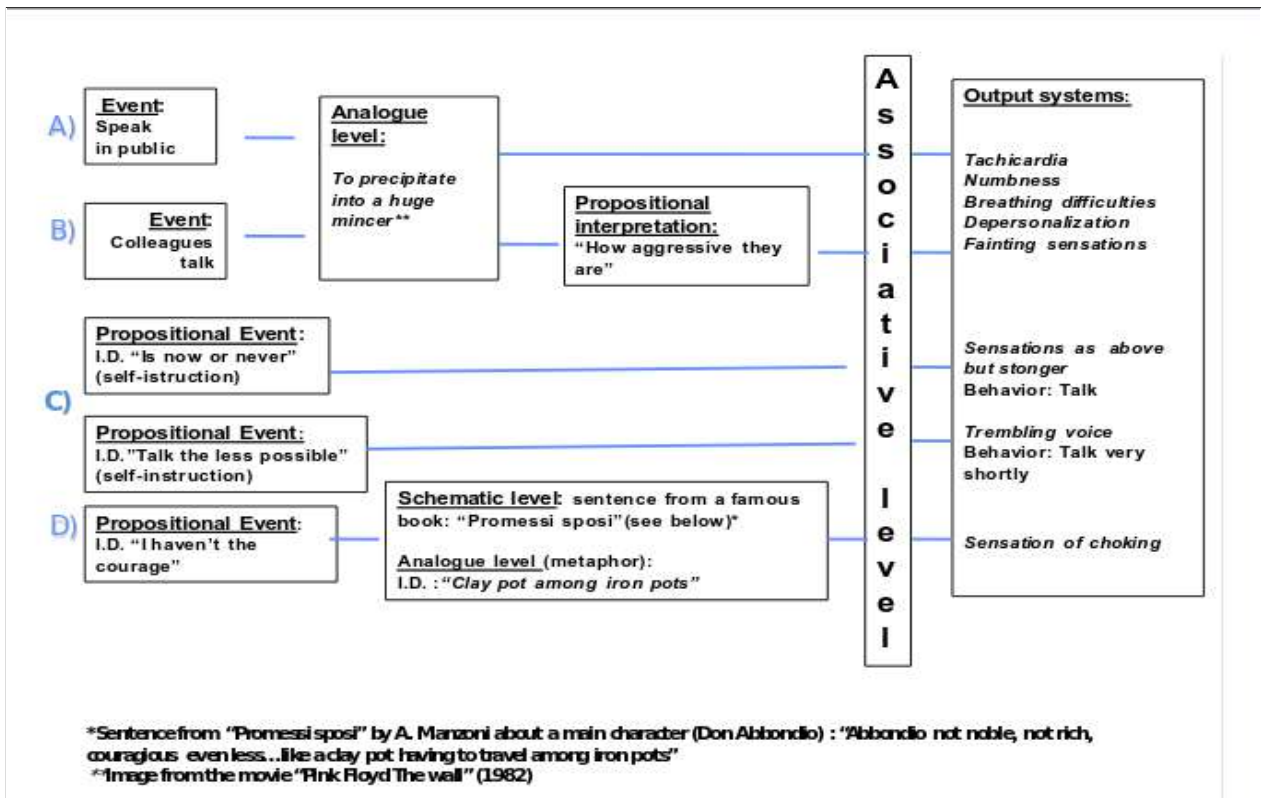 A)
Event:
Speak
in public
Analogue
level:
To precipitate
into a huge
mincer**
B)
Event:
Colleagues
talk
Propositional
interpretation:
“How aggressive they
are”
C)
Propositional Event:
I.D. “Is now or never”
(self-istruction)
Propositional Event:
I.D.”Talk the less possible”
(self-instruction)
D)
Propositional Event:
I.D. “I haven’t the
courage”
Schematic level: sentence from a famous
book: “Promessi sposi”(see below)*
Analogue level (metaphor):
I.D. :“Clay pot among iron pots”
Associative level
Output systems:
Tachicardia
Numbness
Breathing difficulties
Depersonalization
Fainting sensations
Sensations as above
but stonger
Behavior: Talk
Trembling voice
Behavior: Talk very
shortly
Sensation of choking
*Sentence from “Promessi sposi” by A. Manzoni about a main character (Don Abbondio) : “Abbondio not noble, not rich,
couragious even less...like a clay pot having to travel among iron pots”
**Image from the movie “Pink Floyd The wall” (1982)